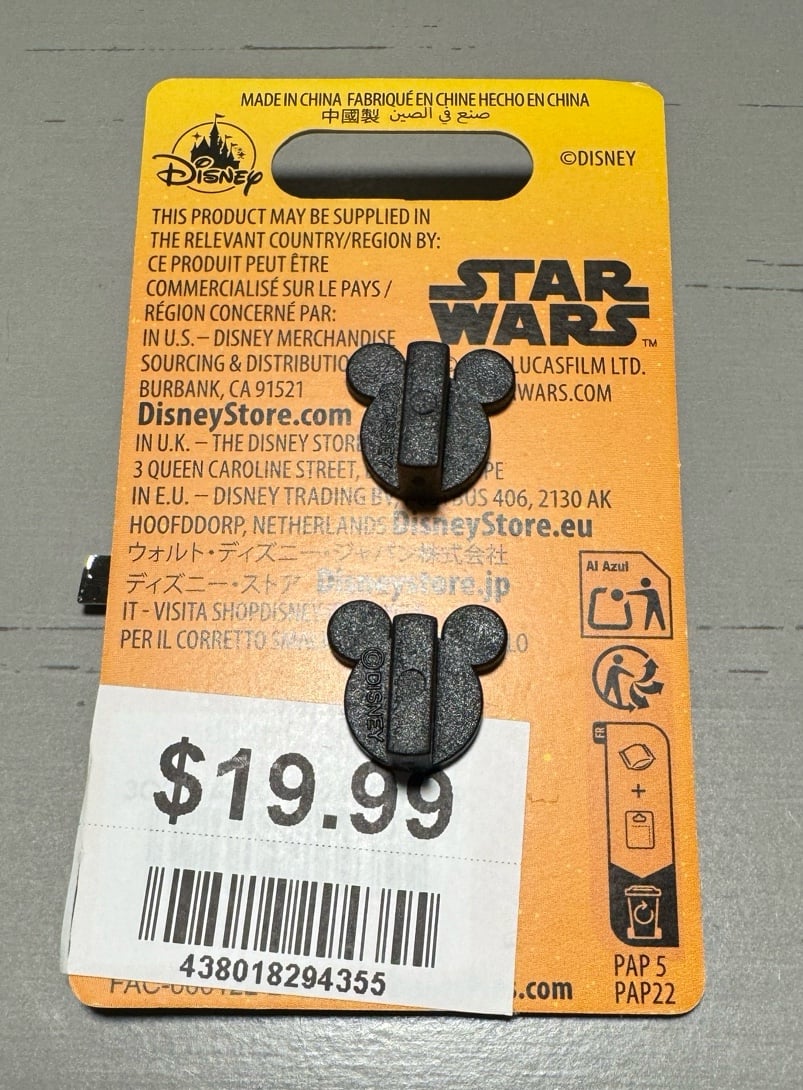 MADE IN CHINA FABRIQUÉ EN CHINE HECHO EN CHINA
中國製 صنع في الصين
Disney
©DISNEY
THIS PRODUCT MAY BE SUPPLIED IN
THE RELEVANT COUNTRY/REGION BY:
CE PRODUIT PEUT ÊTRE
COMMERCIALISÉ SUR LE PAYS /
RÉGION CONCERNÉ PAR:
IN U.S. – DISNEY MERCHANDISE
SOURCING & DISTRIBUTIO
BURBANK, CA 91521
DisneyStore.com
STAR
WARS™
LUCASFILM LTD.
WARS.COM
IN U.K. – THE DISNEY STORE
3 QUEEN CAROLINE STREET,
IN E.U. – DISNEY TRADING BV 406, 2130 AK
HOOFDDORP, NETHERLANDS DisneyStore.eu
ウォルト・ディズニー・ジャパン株式会社
ディズニー・ストア Disneystore.jp
IT - VISITA SHOPDISNEY
PER IL CORRETTO
©DISNEY
Al Azul
FR
+
$19.99
438018294355
.com
PAP 5
PAP22